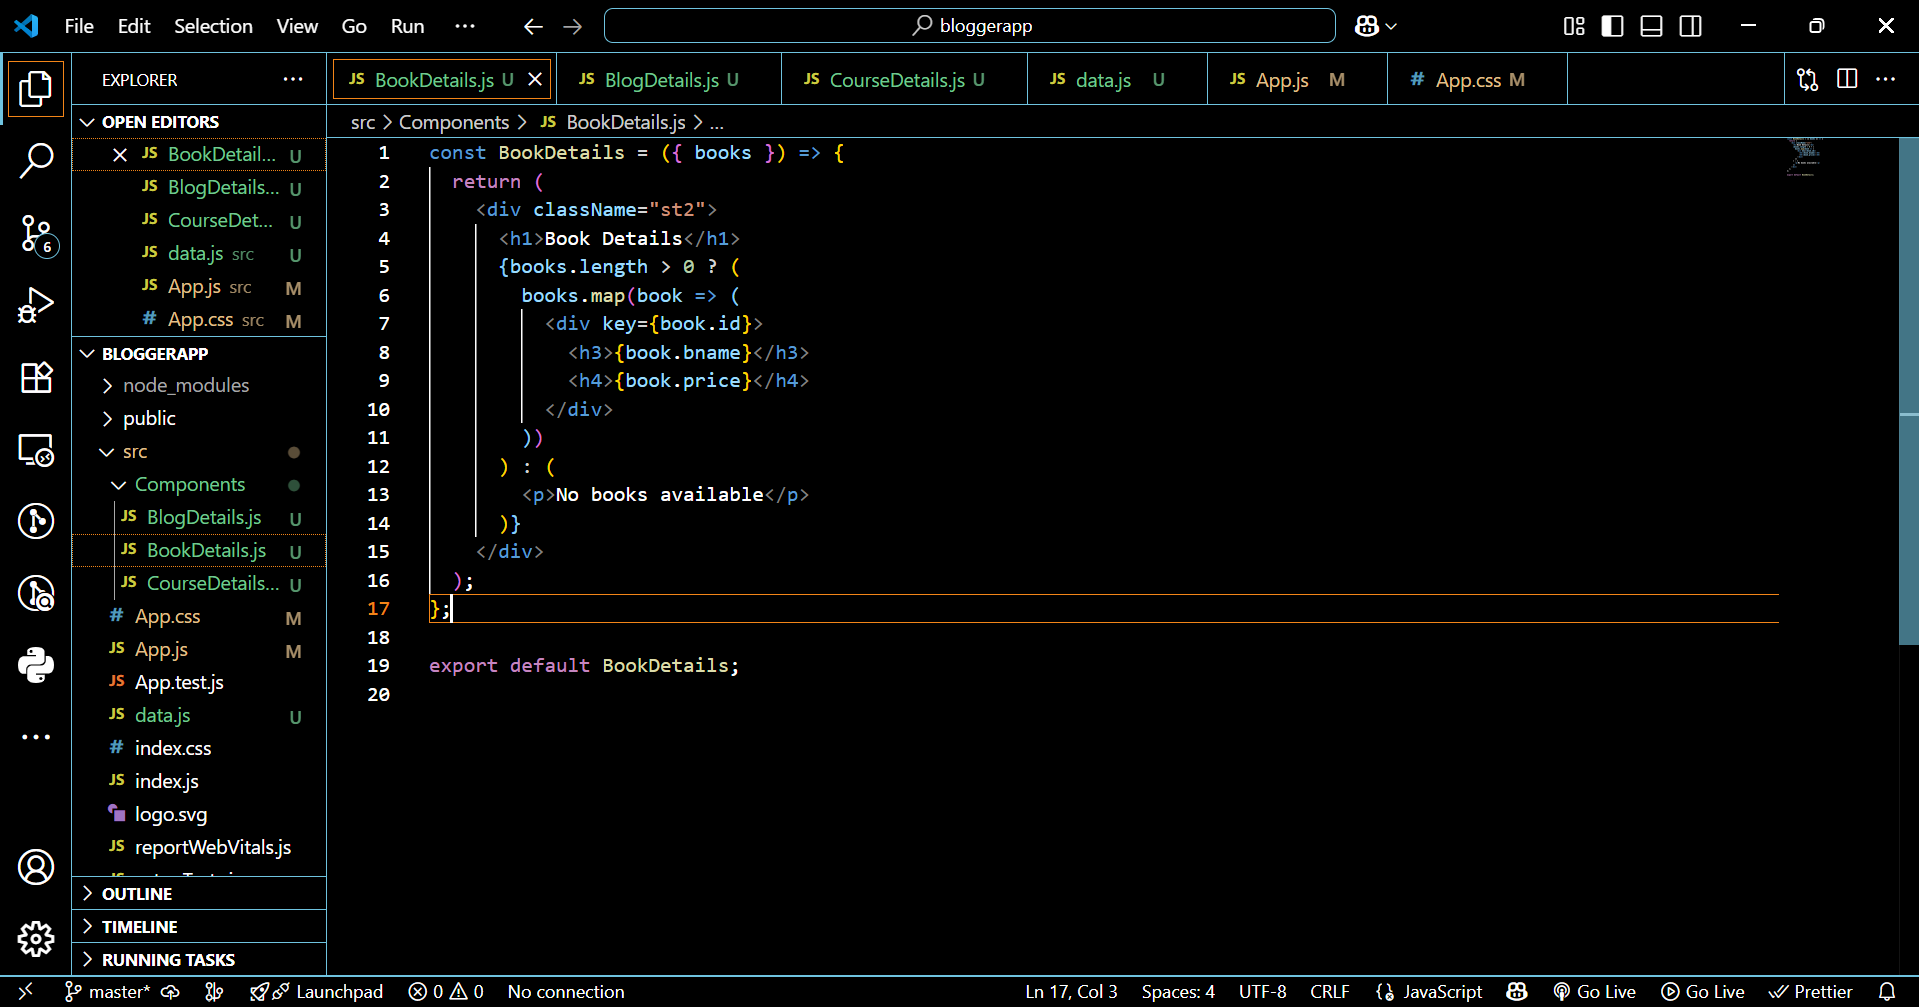 File Edit Selection View Go Run ··· bloggerapp
EXPLORER ···
OPEN EDITORS
JS BookDetail... U
JS BlogDetails... U
JS CourseDet... U
JS data.js src U
JS App.js src M
# App.css src M
BLOGGERAPP
node_modules
public
src
Components
JS BlogDetails.js U
JS BookDetails.js U
JS CourseDetails... U
# App.css M
JS App.js M
JS App.test.js
JS data.js U
# index.css
JS index.js
logo.svg
JS reportWebVitals.js
OUTLINE
TIMELINE
RUNNING TASKS
6
JS BookDetails.js U JS BlogDetails.js U JS CourseDetails.js U JS data.js U JS App.js M # App.css M
src > Components > JS BookDetails.js > ...
1 const BookDetails = ({ books }) => {
2 return (
3 <div className="st2">
4 <h1>Book Details</h1>
5 {books.length > 0 ? (
6 books.map(book => (
7 <div key={book.id}>
8 <h3>{book.bname}</h3>
9 <h4>{book.price}</h4>
10 </div>
11 ))
12 ) : (
13 <p>No books available</p>
14 )}
15 </div>
16 );
17 };
18
19 export default BookDetails;
20
master* Launchpad 0 0 No connection Ln 17, Col 3 Spaces: 4 UTF-8 CRLF JavaScript Go Live Go Live Prettier